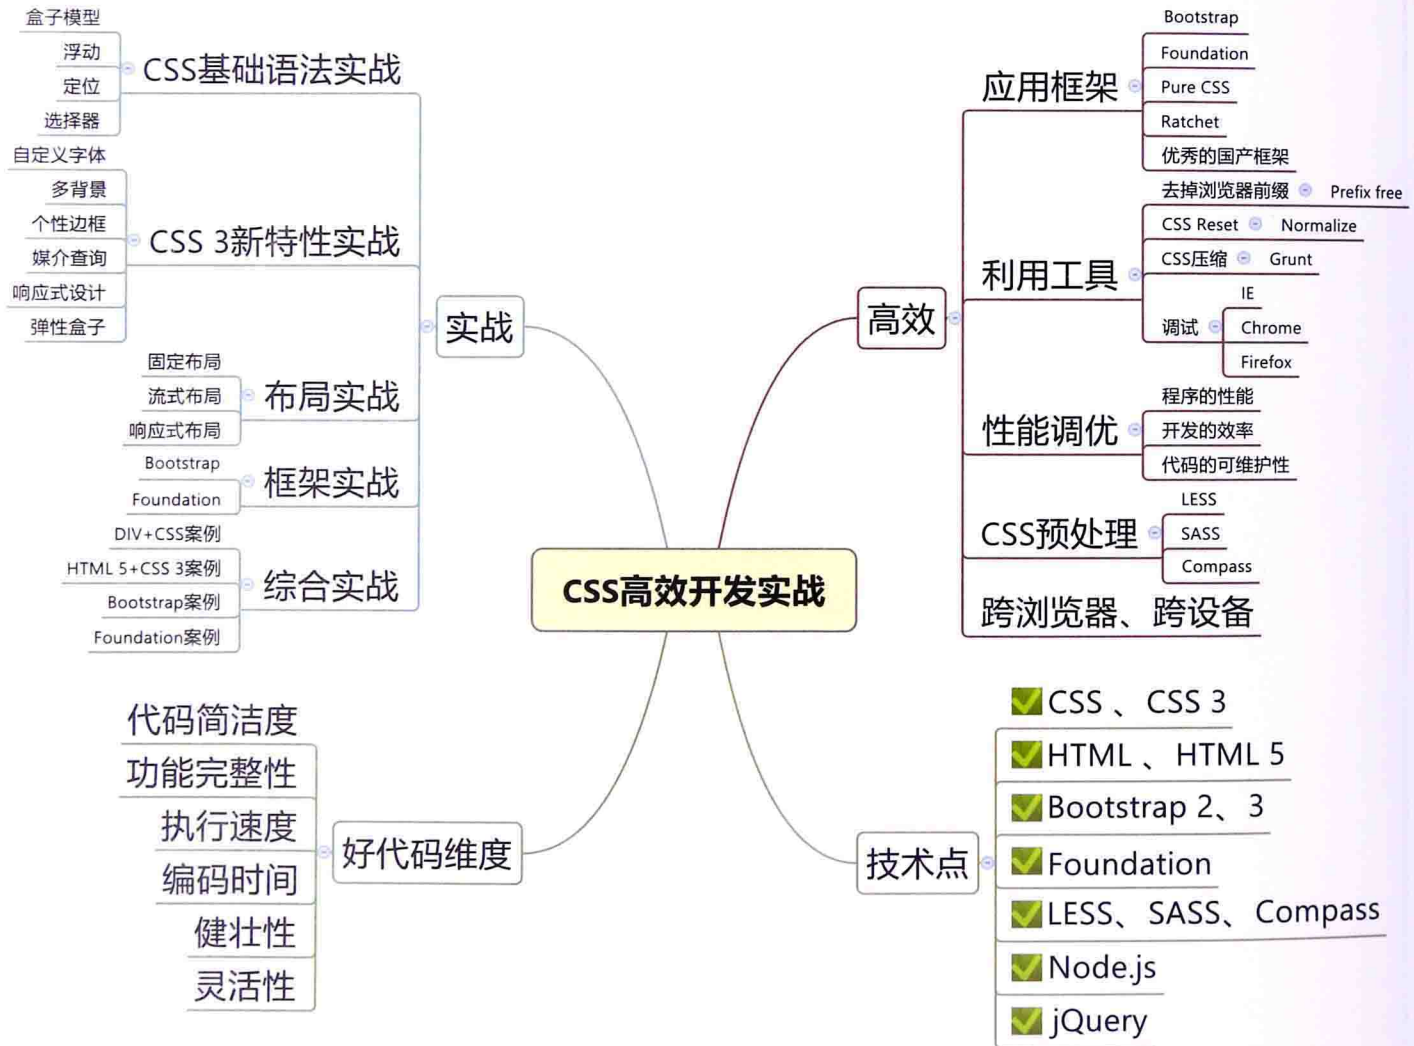 CSS高效开发实战
实战
CSS基础语法实战
盒子模型
浮动
定位
选择器
CSS 3新特性实战
自定义字体
多背景
个性边框
媒介查询
响应式设计
弹性盒子
布局实战
固定布局
流式布局
响应式布局
框架实战
Bootstrap
Foundation
综合实战
DIV+CSS案例
HTML 5+CSS 3案例
Bootstrap案例
Foundation案例
好代码维度
代码简洁度
功能完整性
执行速度
编码时间
健壮性
灵活性
高效
应用框架
Bootstrap
Foundation
Pure CSS
Ratchet
优秀的国产框架
利用工具
去掉浏览器前缀
Prefix free
CSS Reset
Normalize
CSS压缩
Grunt
调试
IE
Chrome
Firefox
性能调优
程序的性能
开发的效率
代码的可维护性
CSS预处理
LESS
SASS
Compass
跨浏览器、跨设备
技术点
CSS 、CSS 3
HTML 、HTML 5
Bootstrap 2、3
Foundation
LESS、SASS、Compass
Node.js
jQuery